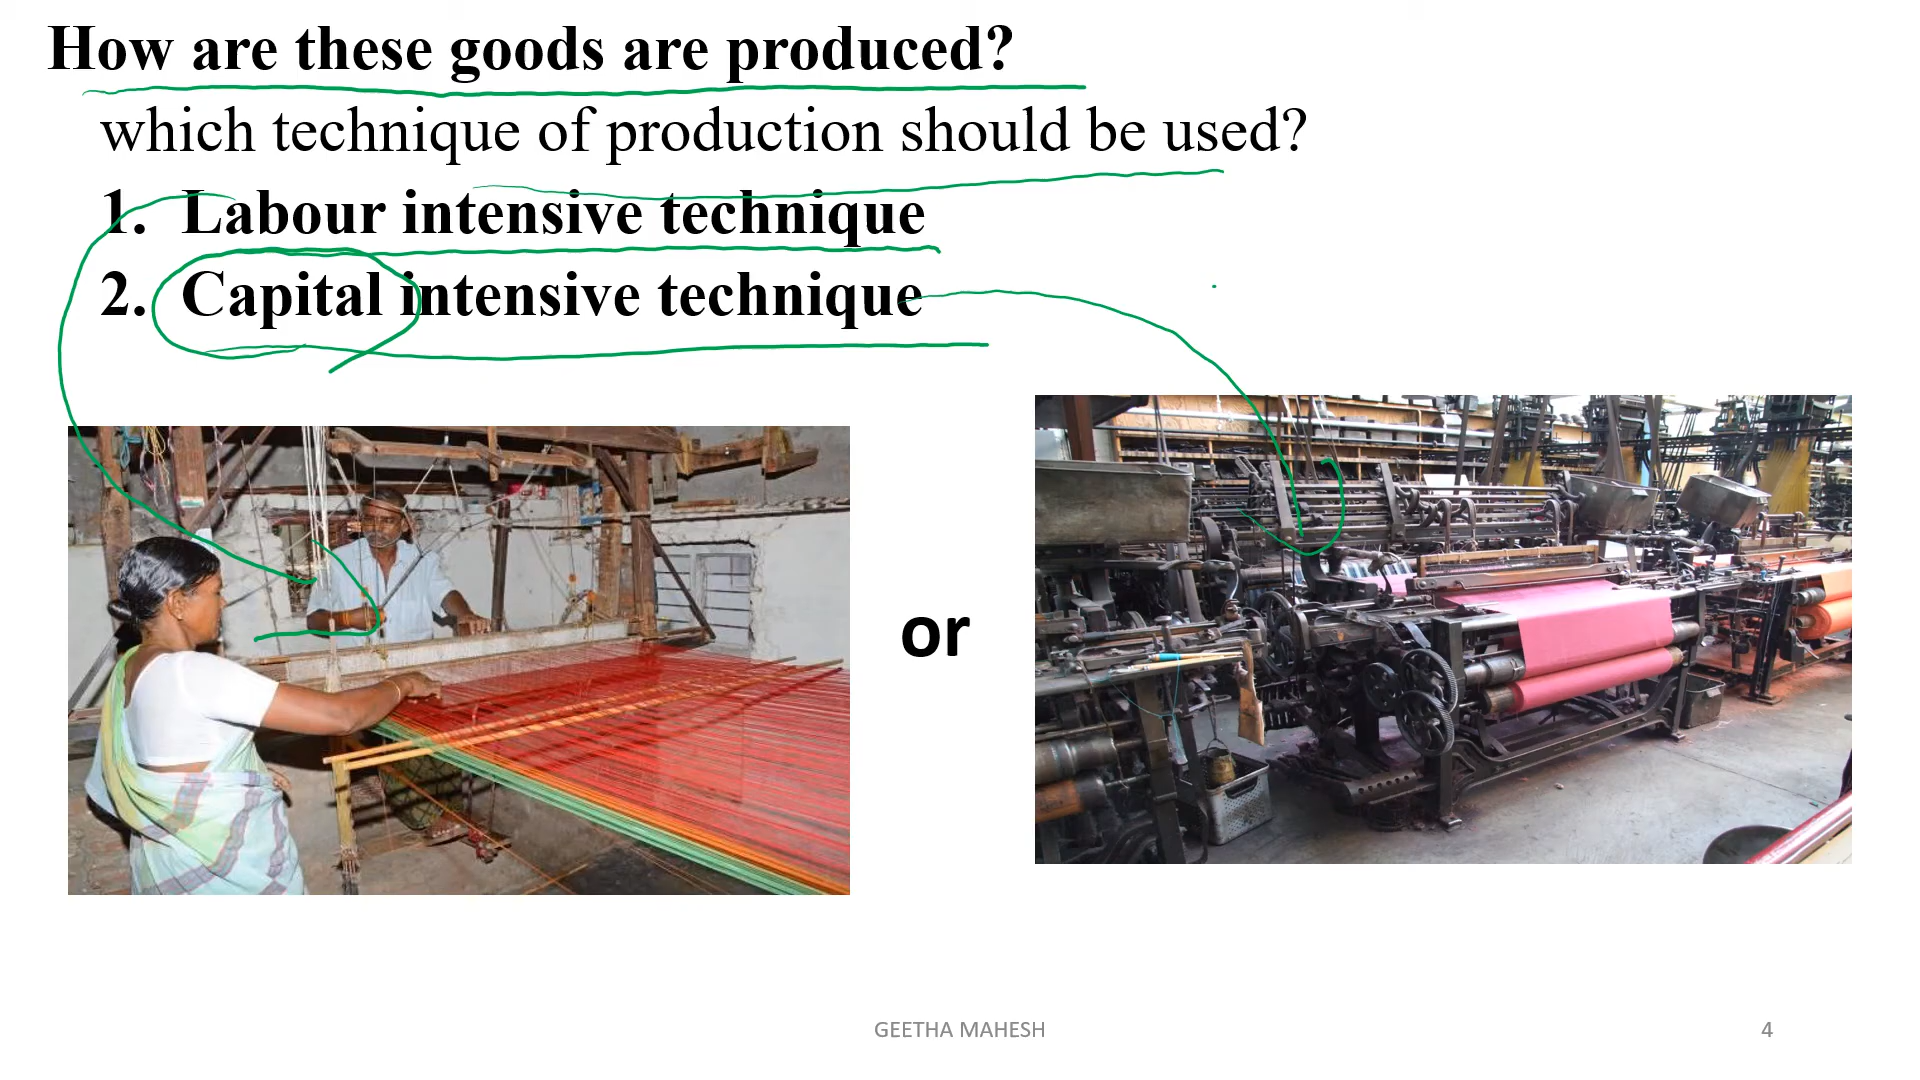 How are these goods are produced?
which technique of production should be used?
1. Labour intensive technique
2. Capital intensive technique
or
GEETHA MAHESH
4